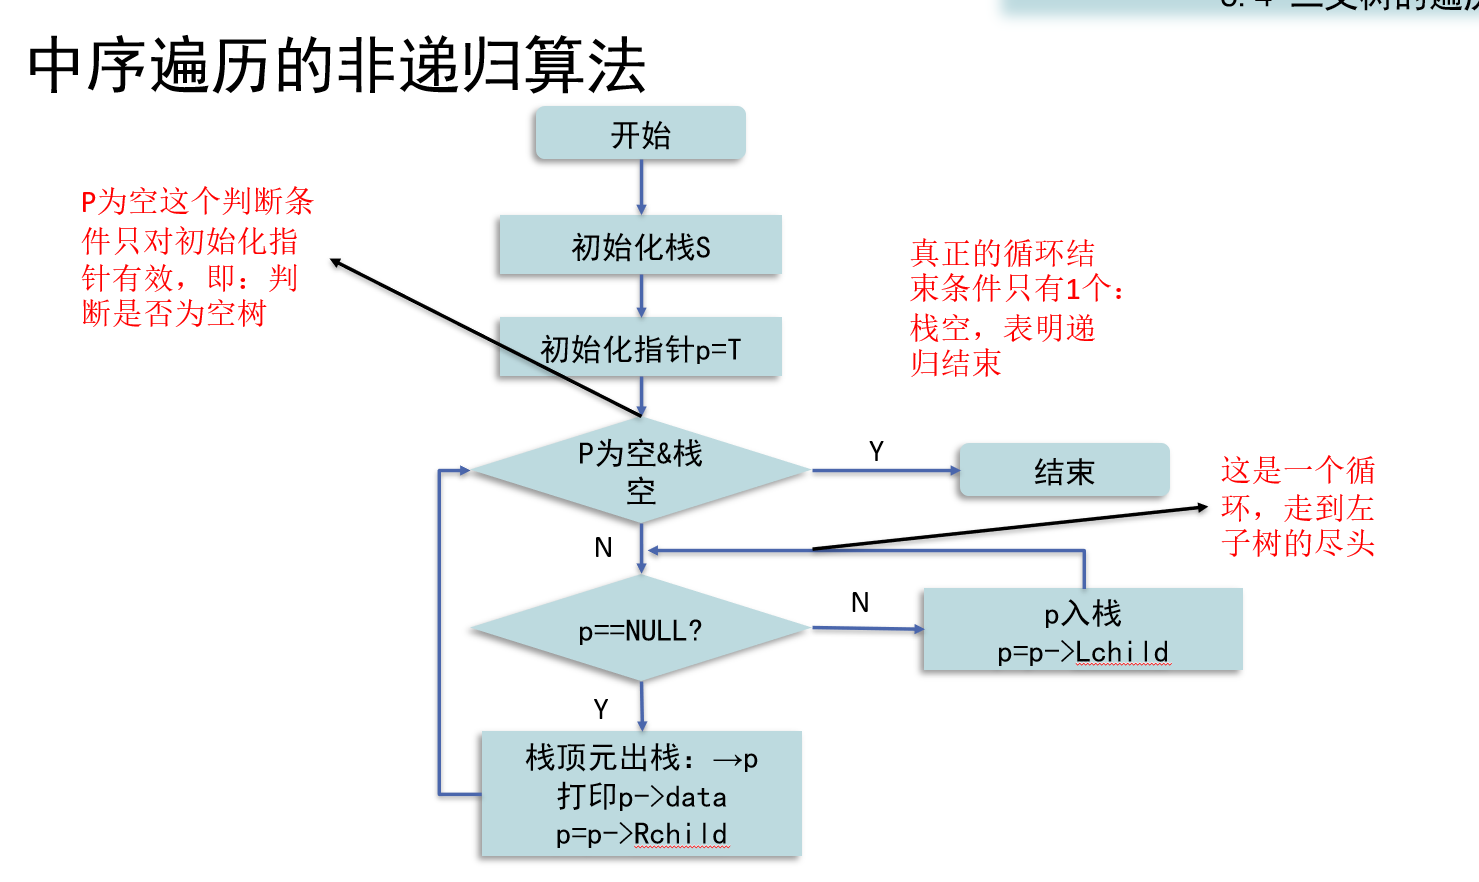 中序遍历的非递归算法
开始
P为空这个判断条
件只对初始化指
针有效，即：判
断是否为空树
初始化栈S
真正的循环结
束条件只有1个：
栈空，表明递
归结束
初始化指针p=T
P为空&栈
空
Y
结束
这是一个循
环，走到左
子树的尽头
N
p==NULL?
N
p入栈
p=p->Lchild
Y
栈顶元出栈：→p
打印p->data
p=p->Rchild